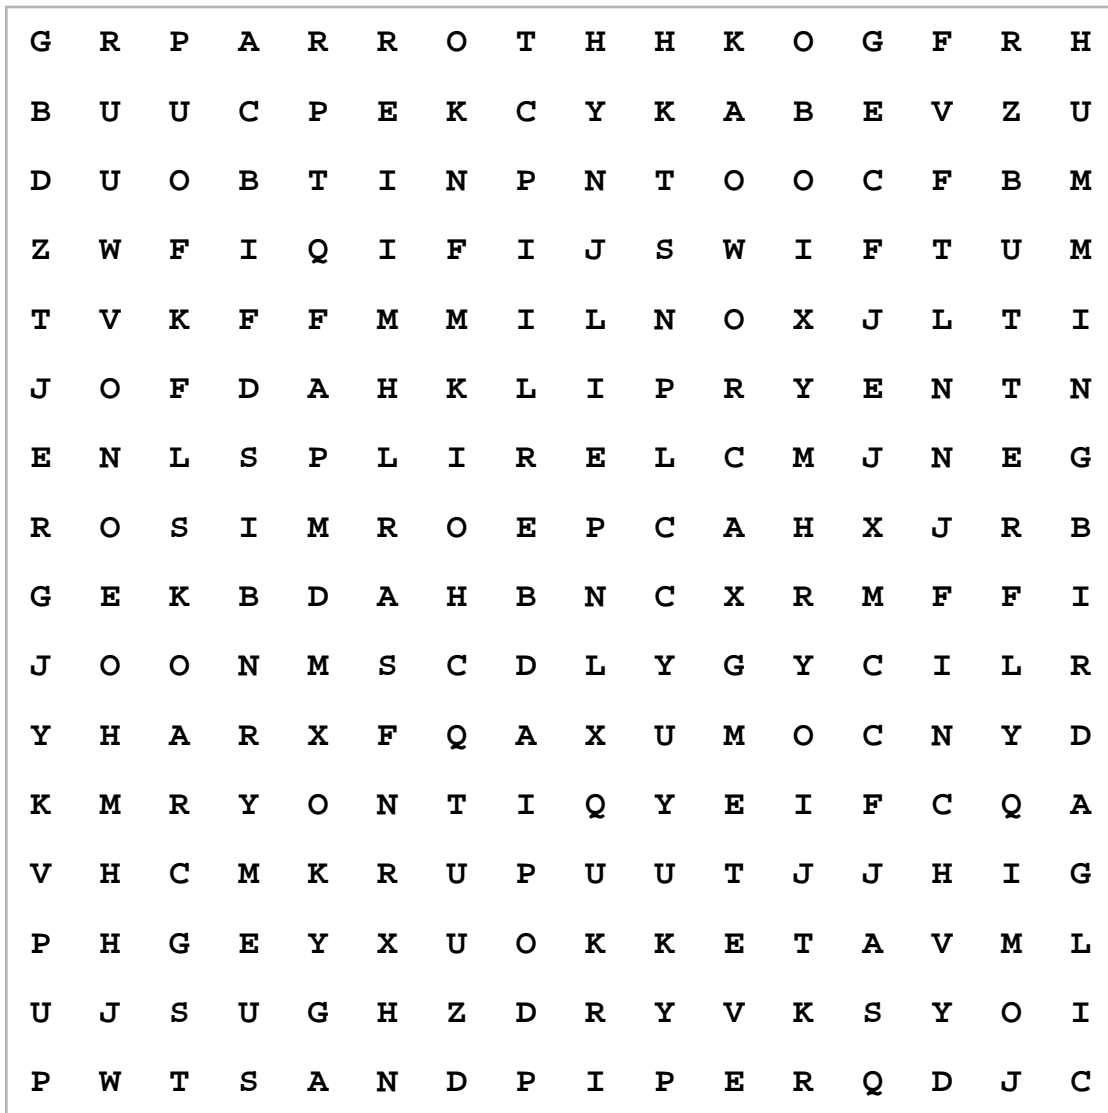 G R P A R R O T H H K O G F R H
B U U C P E K C Y K A B E V Z U
D U O B T I N P N T O O C F B M
Z W F I Q I F I J S W I F T U M
T V K F F M M I L N O X J L T I
J O F D A H K L I P R Y E N T N
E N L S P L I R E L C M J N E G
R O S I M R O E P C A H X J R B
G E K B D A H B N C X R M F F I
J O O N M S C D L Y G Y C I L R
Y H A R X F Q A X U M O C N Y D
K M R Y O N T I Q Y E I F C Q A
V H C M K R U P U U T J J H I G
P H G E Y X U O K K E T A V M L
U J S U G H Z D R Y V K S Y O I
P W T S A N D P I P E R Q D J C